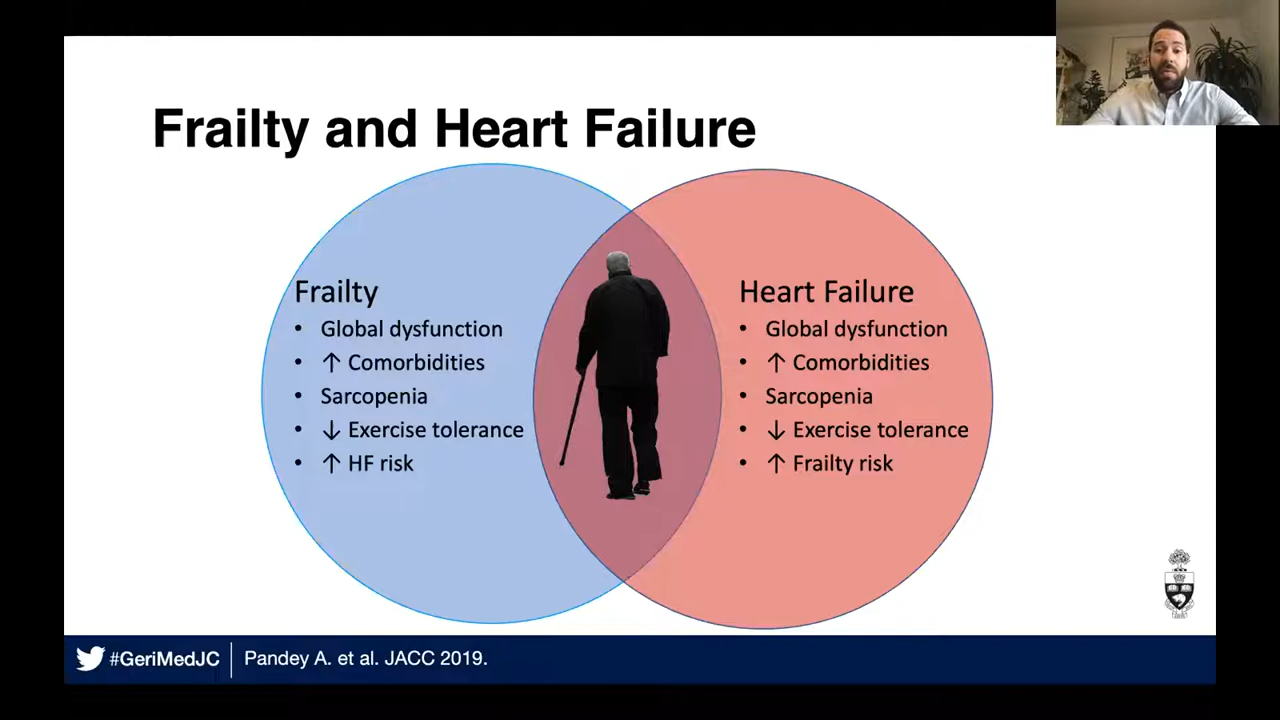 Frailty and Heart Failure
Frailty
• Global dysfunction
• ↑ Comorbidities
• Sarcopenia
• ↓ Exercise tolerance
• ↑ HF risk
Heart Failure
• Global dysfunction
• ↑ Comorbidities
• Sarcopenia
• ↓ Exercise tolerance
• ↑ Frailty risk
#GeriMedJC
Pandey A. et al. JACC 2019.